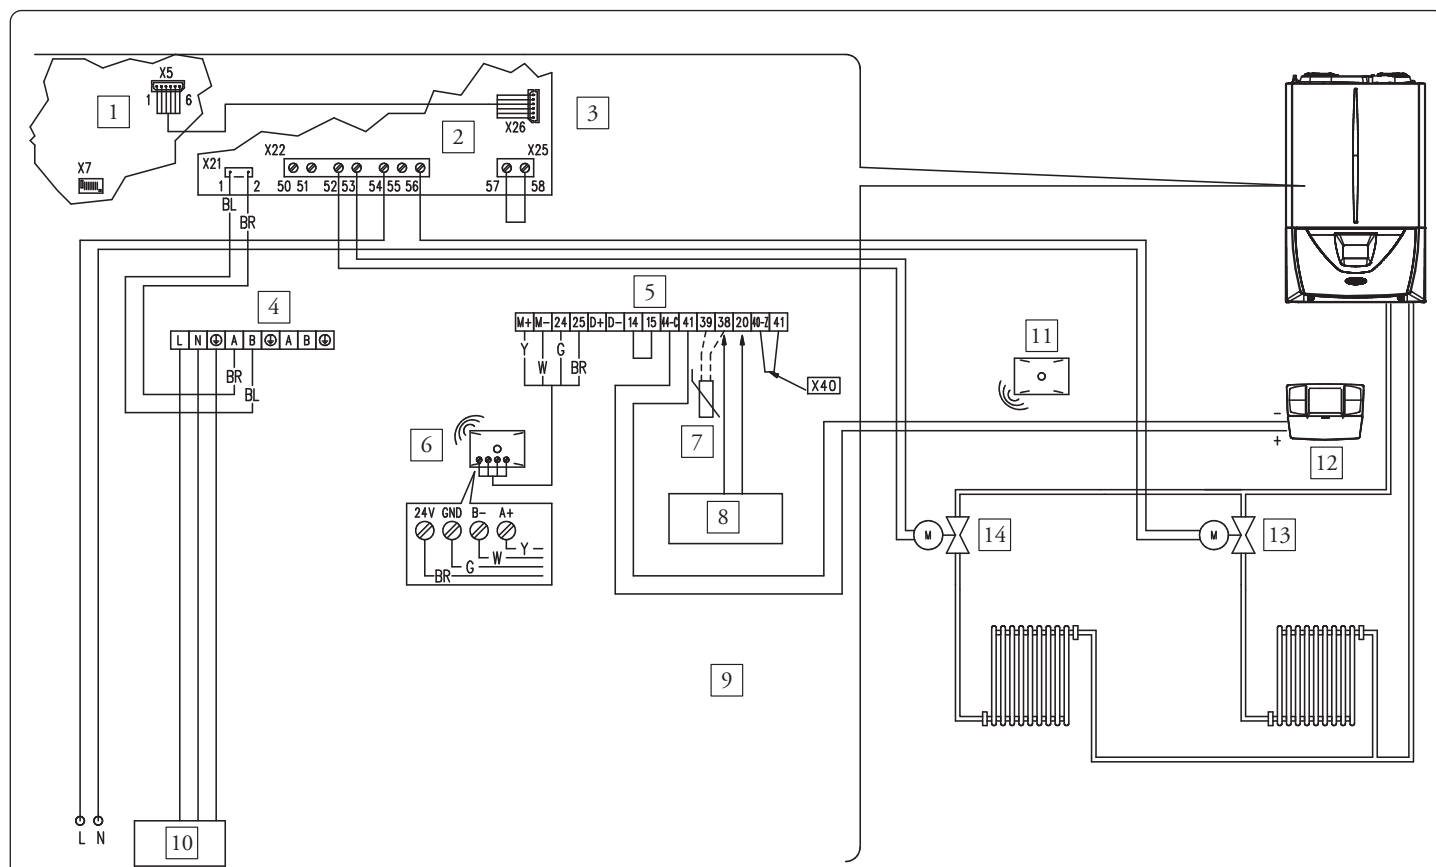 X5
1 6
1
X7
X26
2
3
X21
X22
X25
1 2
50 51 52 53 54 55 56
57 58
BL
BR
4
L N A B A B
BR
BL
5
M+ M- 24 25 D+ D- 14 15 44-C 41 39 38 20 40-Z 41
Y
W
G
BR
X40
6
7
8
24V GND B- A+
Y
W
G
BR
11
-
+
12
M
14
M
13
9
L N
10